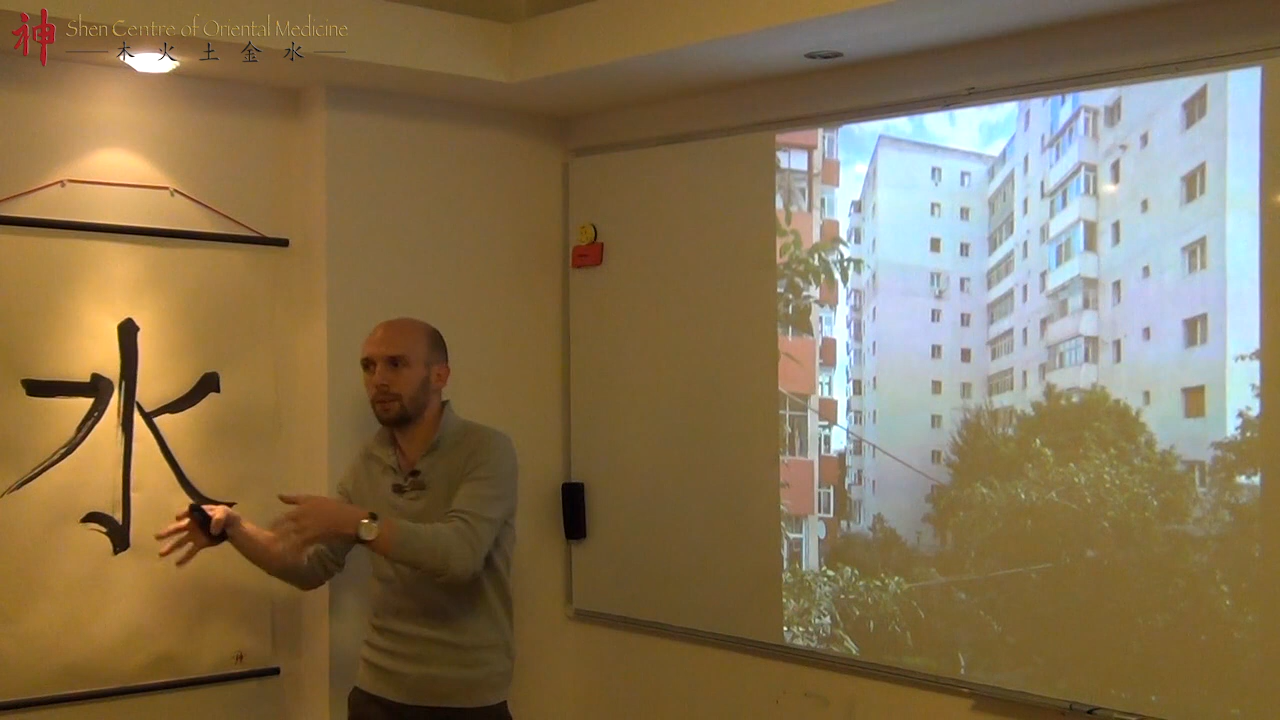 神 Shen Centre of Oriental Medicine
木 火 土 金 水
水